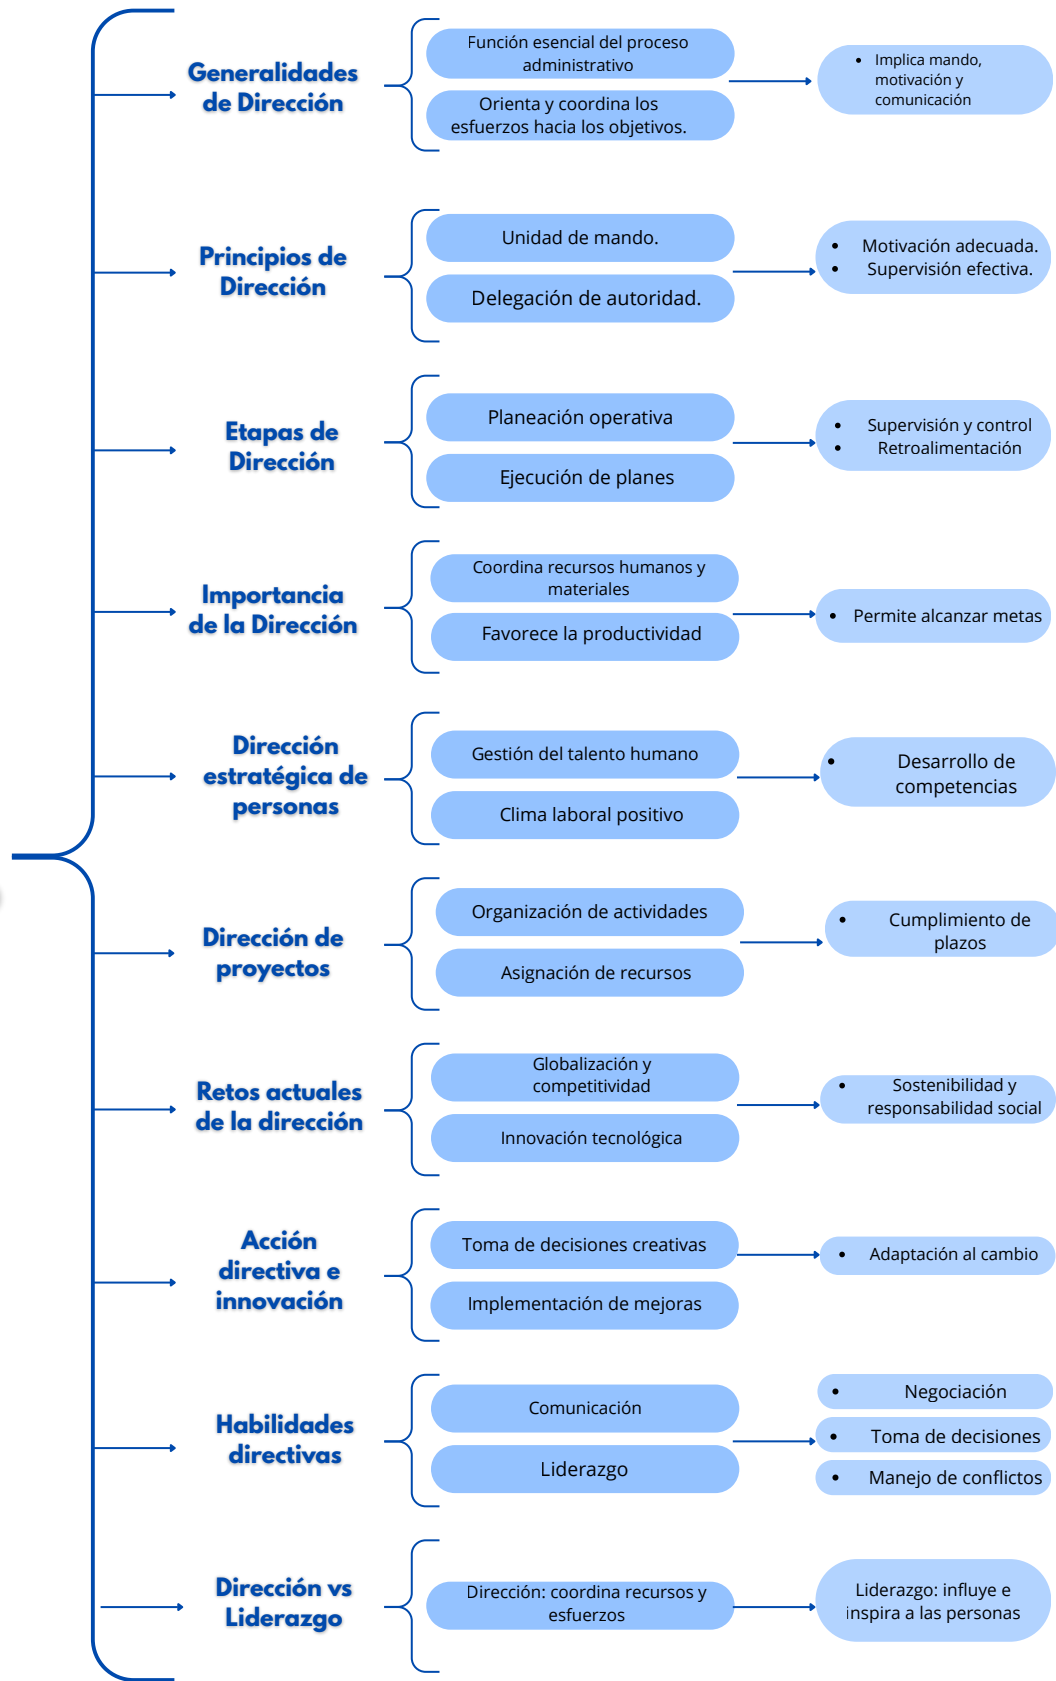 Generalidades
de Dirección
Función esencial del proceso
administrativo
Orienta y coordina los
esfuerzos hacia los objetivos.
• Implica mando,
motivación y
comunicación
Principios de
Dirección
Unidad de mando.
Delegación de autoridad.
• Motivación adecuada.
• Supervisión efectiva.
Etapas de
Dirección
Planeación operativa
Ejecución de planes
• Supervisión y control
• Retroalimentación
Importancia
de la Dirección
Coordina recursos humanos y
materiales
Favorece la productividad
• Permite alcanzar metas
Dirección
estratégica de
personas
Gestión del talento humano
Clima laboral positivo
• Desarrollo de
competencias
Dirección de
proyectos
Organización de actividades
Asignación de recursos
• Cumplimiento de
plazos
Retos actuales
de la dirección
Globalización y
competitividad
Innovación tecnológica
• Sostenibilidad y
responsabilidad social
Acción
directiva e
innovación
Toma de decisiones creativas
Implementación de mejoras
• Adaptación al cambio
Habilidades
directivas
Comunicación
Liderazgo
• Negociación
• Toma de decisiones
• Manejo de conflictos
Dirección vs
Liderazgo
Dirección: coordina recursos y
esfuerzos
Liderazgo: influye e
inspira a las personas